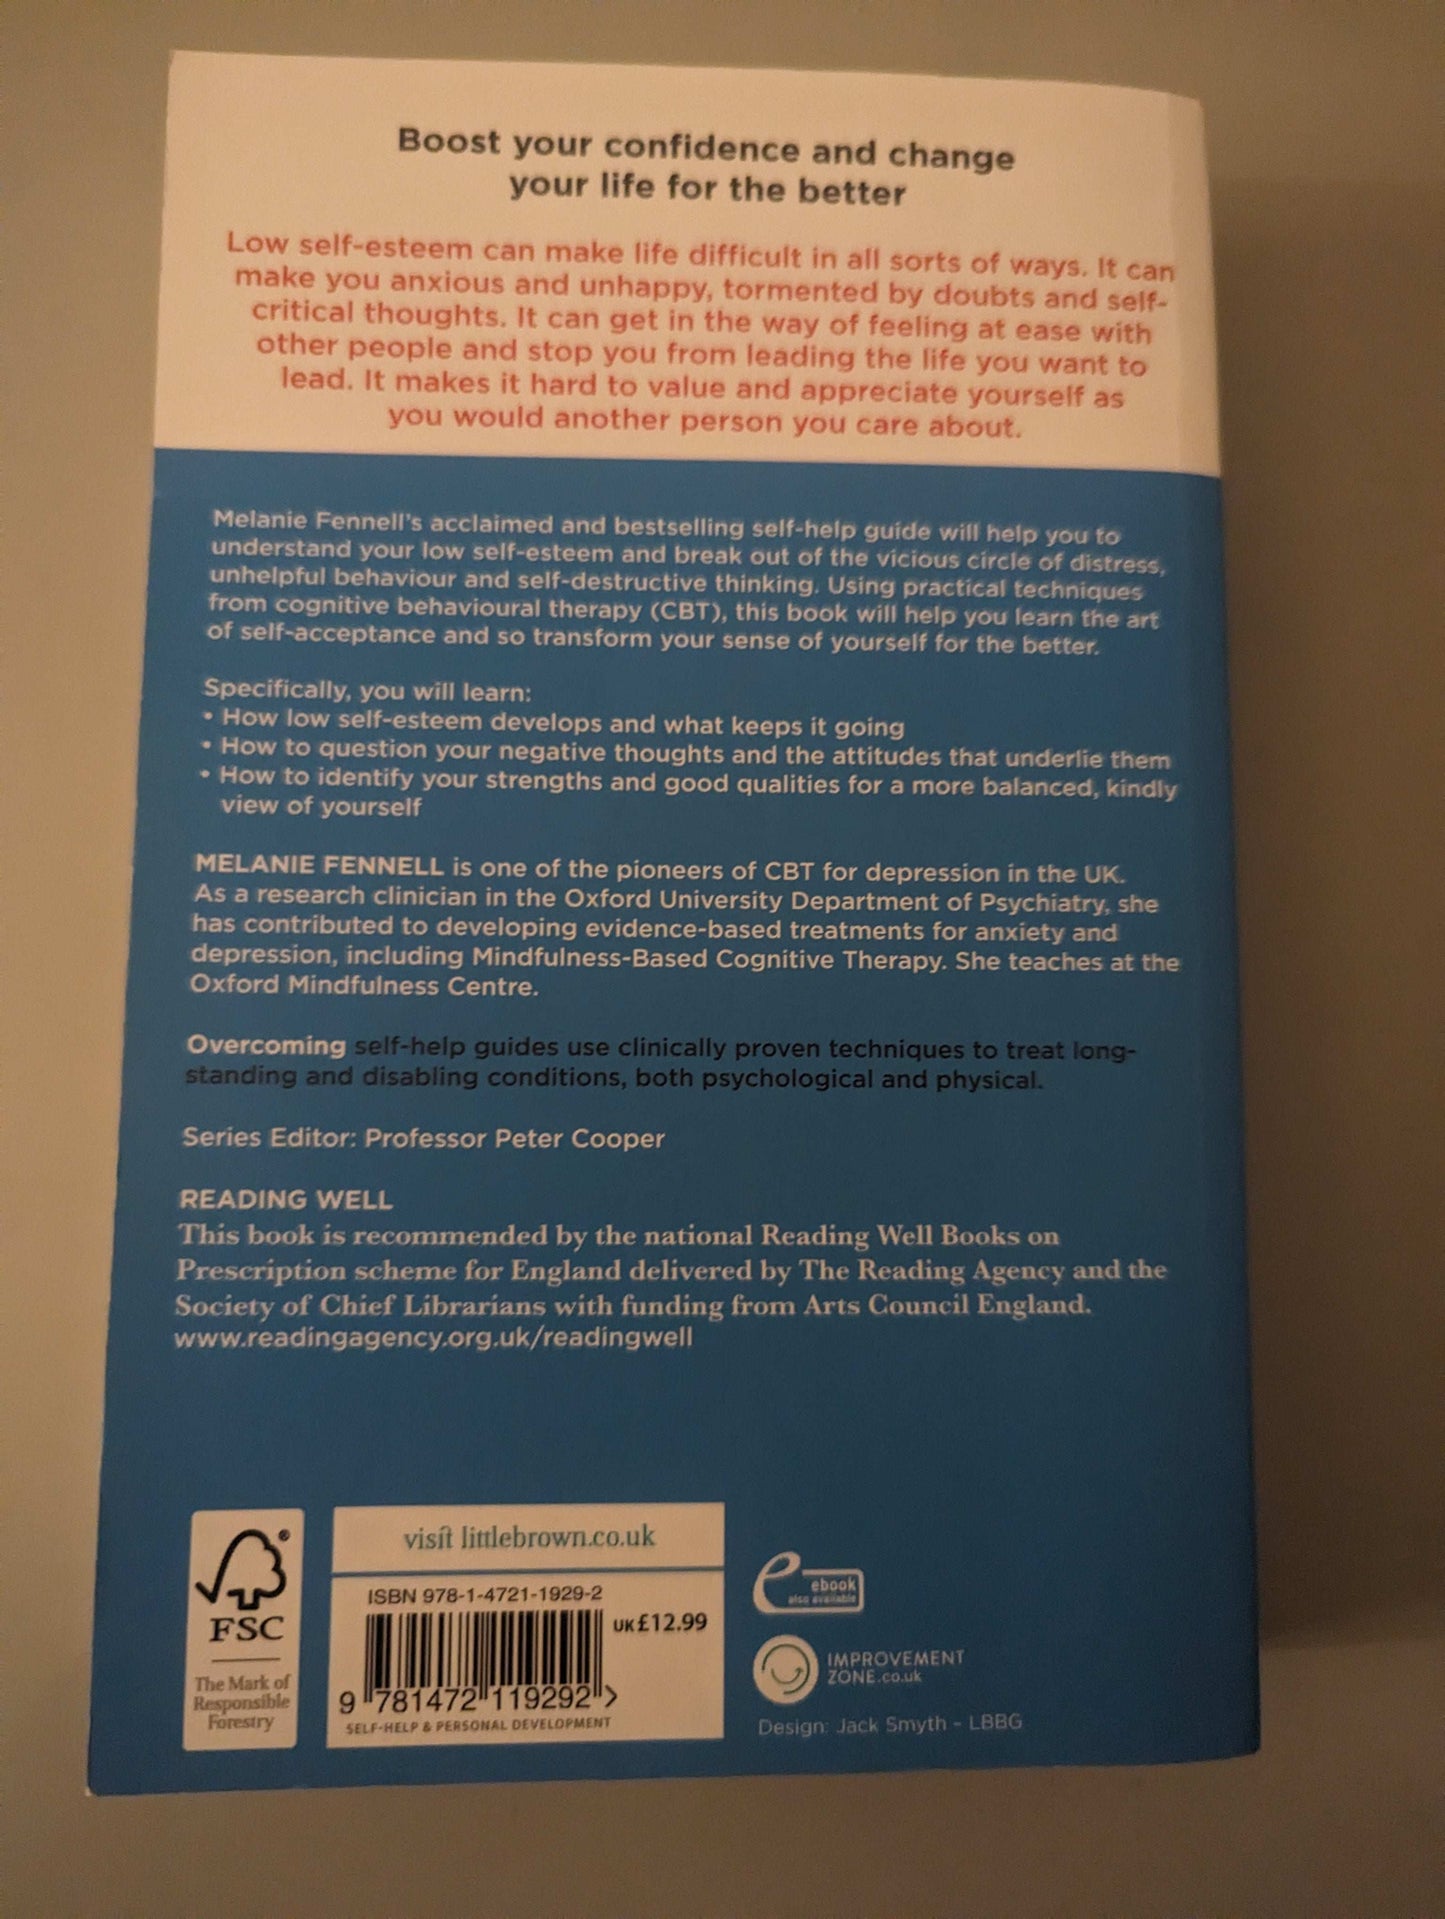 Boost your confidence and change
your life for the better
Low self-esteem can make life difficult in all sorts of ways. It can
make you anxious and unhappy, tormented by doubts and self-
critical thoughts. It can get in the way of feeling at ease with
other people and stop you from leading the life you want to
lead. It makes it hard to value and appreciate yourself as
you would another person you care about.
Melanie Fennell's acclaimed and bestselling self-help guide will help you to
understand your low self-esteem and break out of the vicious circle of distress,
unhelpful behaviour and self-destructive thinking. Using practical techniques
from cognitive behavioural therapy (CBT), this book will help you learn the art
of self-acceptance and so transform your sense of yourself for the better.
Specifically, you will learn:
• How low self-esteem develops and what keeps it going
• How to question your negative thoughts and the attitudes that underlie them
• How to identify your strengths and good qualities for a more balanced, kindly
view of yourself
MELANIE FENNELL is one of the pioneers of CBT for depression in the UK.
As a research clinician in the Oxford University Department of Psychiatry, she
has contributed to developing evidence-based treatments for anxiety and
depression, including Mindfulness-Based Cognitive Therapy. She teaches at the
Oxford Mindfulness Centre.
Overcoming self-help guides use clinically proven techniques to treat long-
standing and disabling conditions, both psychological and physical.
Series Editor: Professor Peter Cooper
READING WELL
This book is recommended by the national Reading Well Books on
Prescription scheme for England delivered by The Reading Agency and the
Society of Chief Librarians with funding from Arts Council England.
www.readingagency.org.uk/readingwell
®
FSC
The Mark of
Responsible
Forestry
visit littlebrown.co.uk
ISBN 978-1-4721-1929-2
UK£12.99
9 781472 119292 >
SELF-HELP & PERSONAL DEVELOPMENT
e
ebook
also available
IMPROVEMENT
ZONE.co.uk
Design: Jack Smyth - LBBG